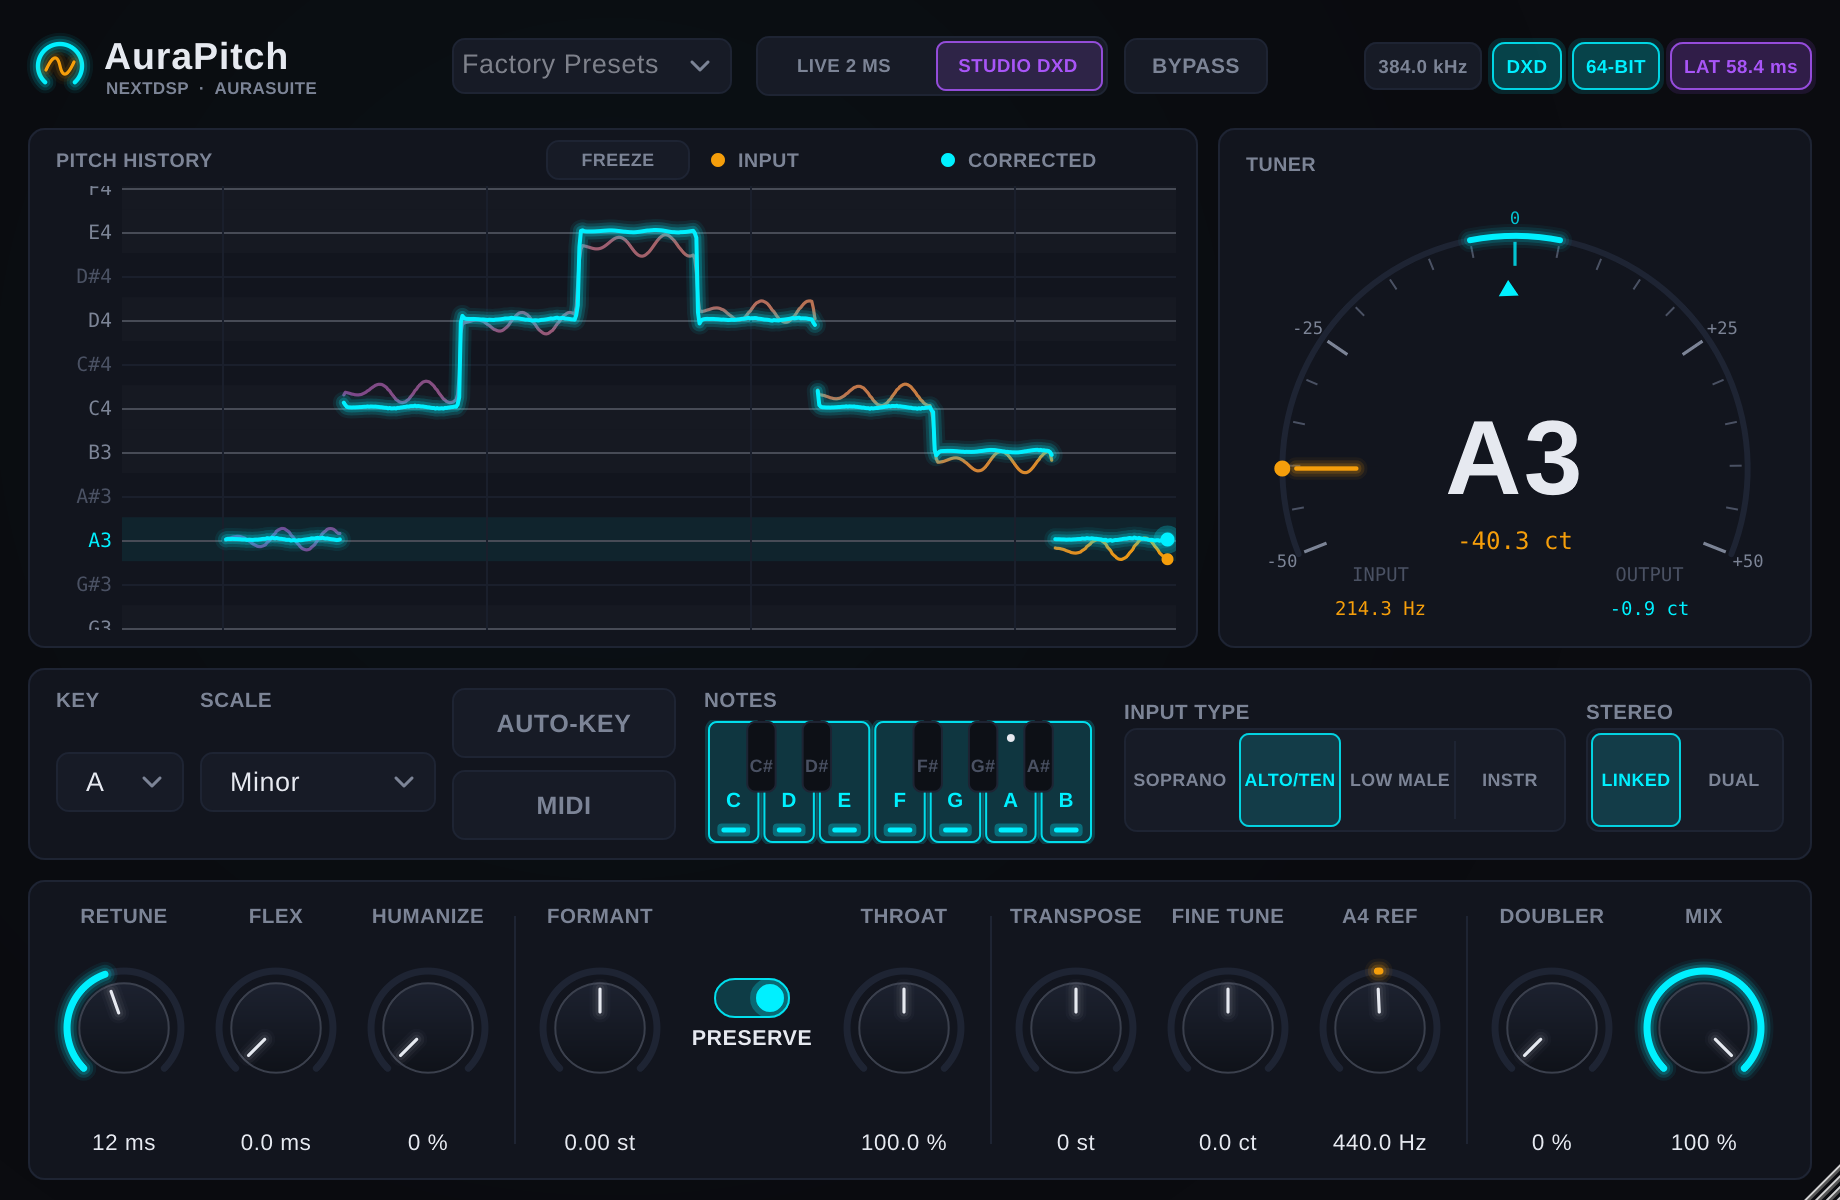 AuraPitch
NEXTDSP · AURASUITE
Factory Presets
LIVE 2 MS
STUDIO DXD
BYPASS
384.0 kHz
DXD
64-BIT
LAT 58.4 ms
PITCH HISTORY
FREEZE
INPUT
CORRECTED
F4
E4
D#4
D4
C#4
C4
B3
A#3
A3
G#3
G3
TUNER
0
-25
+25
A3
-40.3 ct
-50
+50
INPUT
OUTPUT
214.3 Hz
-0.9 ct
KEY
SCALE
A
Minor
AUTO-KEY
MIDI
NOTES
C# D# F# G# A#
C D E F G A B
INPUT TYPE
SOPRANO
ALTO/TEN
LOW MALE
INSTR
STEREO
LINKED
DUAL
RETUNE
FLEX
HUMANIZE
FORMANT
THROAT
TRANSPOSE
FINE TUNE
A4 REF
DOUBLER
MIX
PRESERVE
12 ms
0.0 ms
0 %
0.00 st
100.0 %
0 st
0.0 ct
440.0 Hz
0 %
100 %